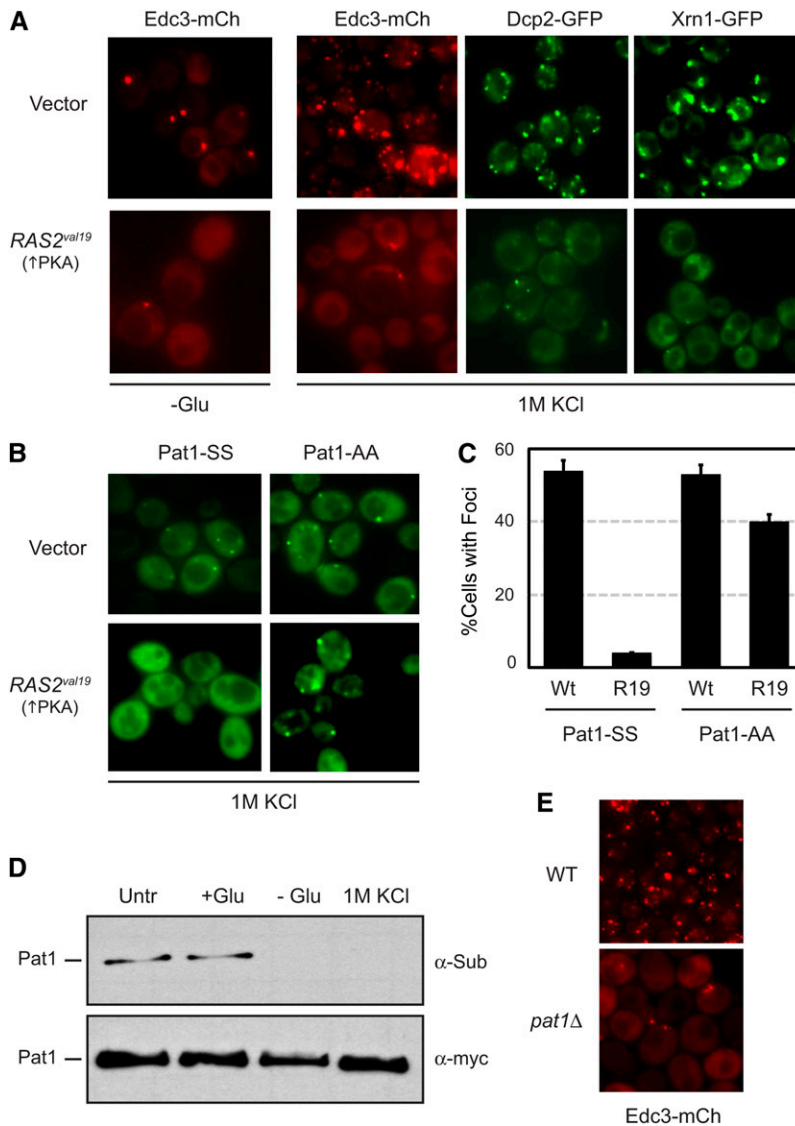 A
Edc3-mCh Edc3-mCh Dcp2-GFP Xrn1-GFP
Vector
RAS2val19
(↑PKA)
-Glu 1M KCl
B
Pat1-SS Pat1-AA
Vector
RAS2val19
(↑PKA)
1M KCl
C
%Cells with Foci
60
40
20
0
Wt R19 Wt R19
Pat1-SS Pat1-AA
D
Untr +Glu - Glu 1M KCl
Pat1 α-Sub
Pat1 α-myc
E
WT
pat1Δ
Edc3-mCh